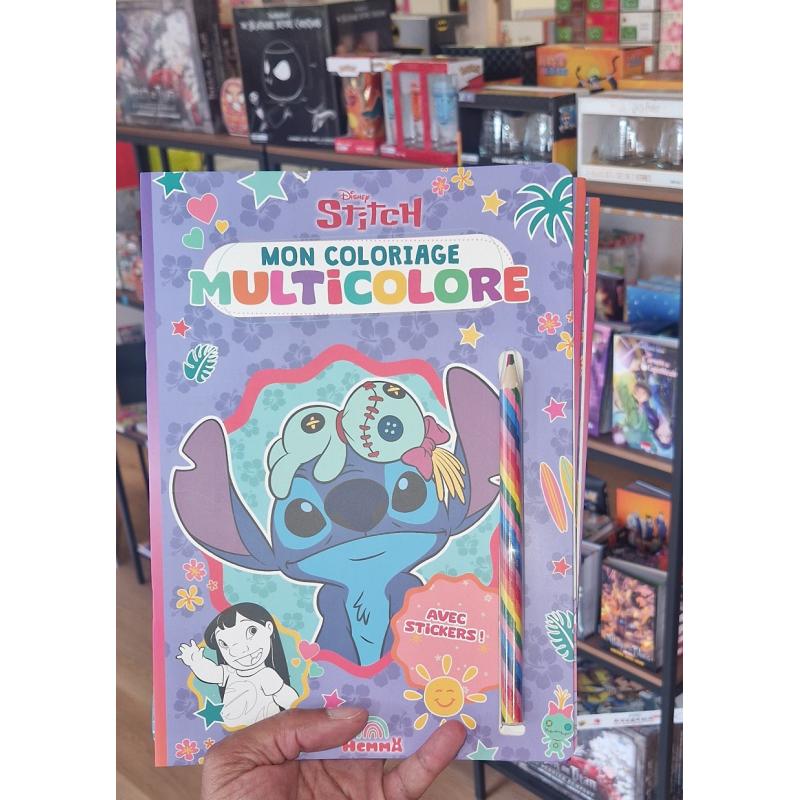 Disney
STITCH
MON COLORIAGE
MULTICOLORE
AVEC
STICKERS !
HEMMA